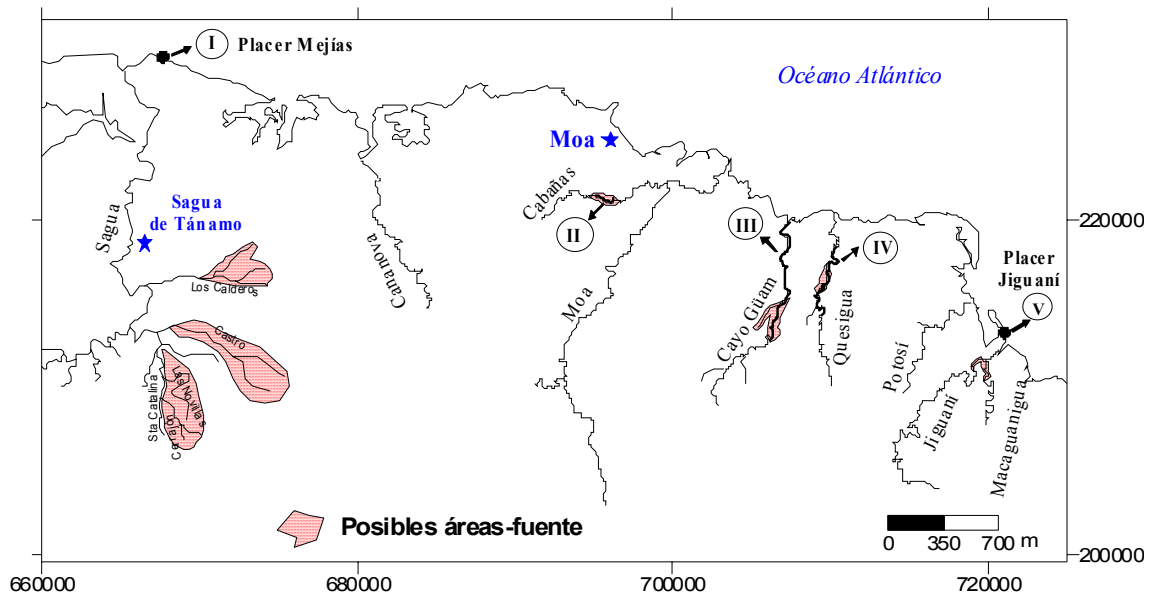 I
Placer Mejías
Océano Atlántico
Moa
Cabañas
Sagua
Sagua
de Tánamo
II
III
IV
220000
Placer
Jiguaní
V
Los Calderos
Cananova
Moa
Cayo Güam
Quesigua
Potosí
Castro
Sta Catalina
Las Novillas
Jiguaní
Macaguanigua
Posibles áreas-fuente
0 350 700 m
200000
660000 680000 700000 720000